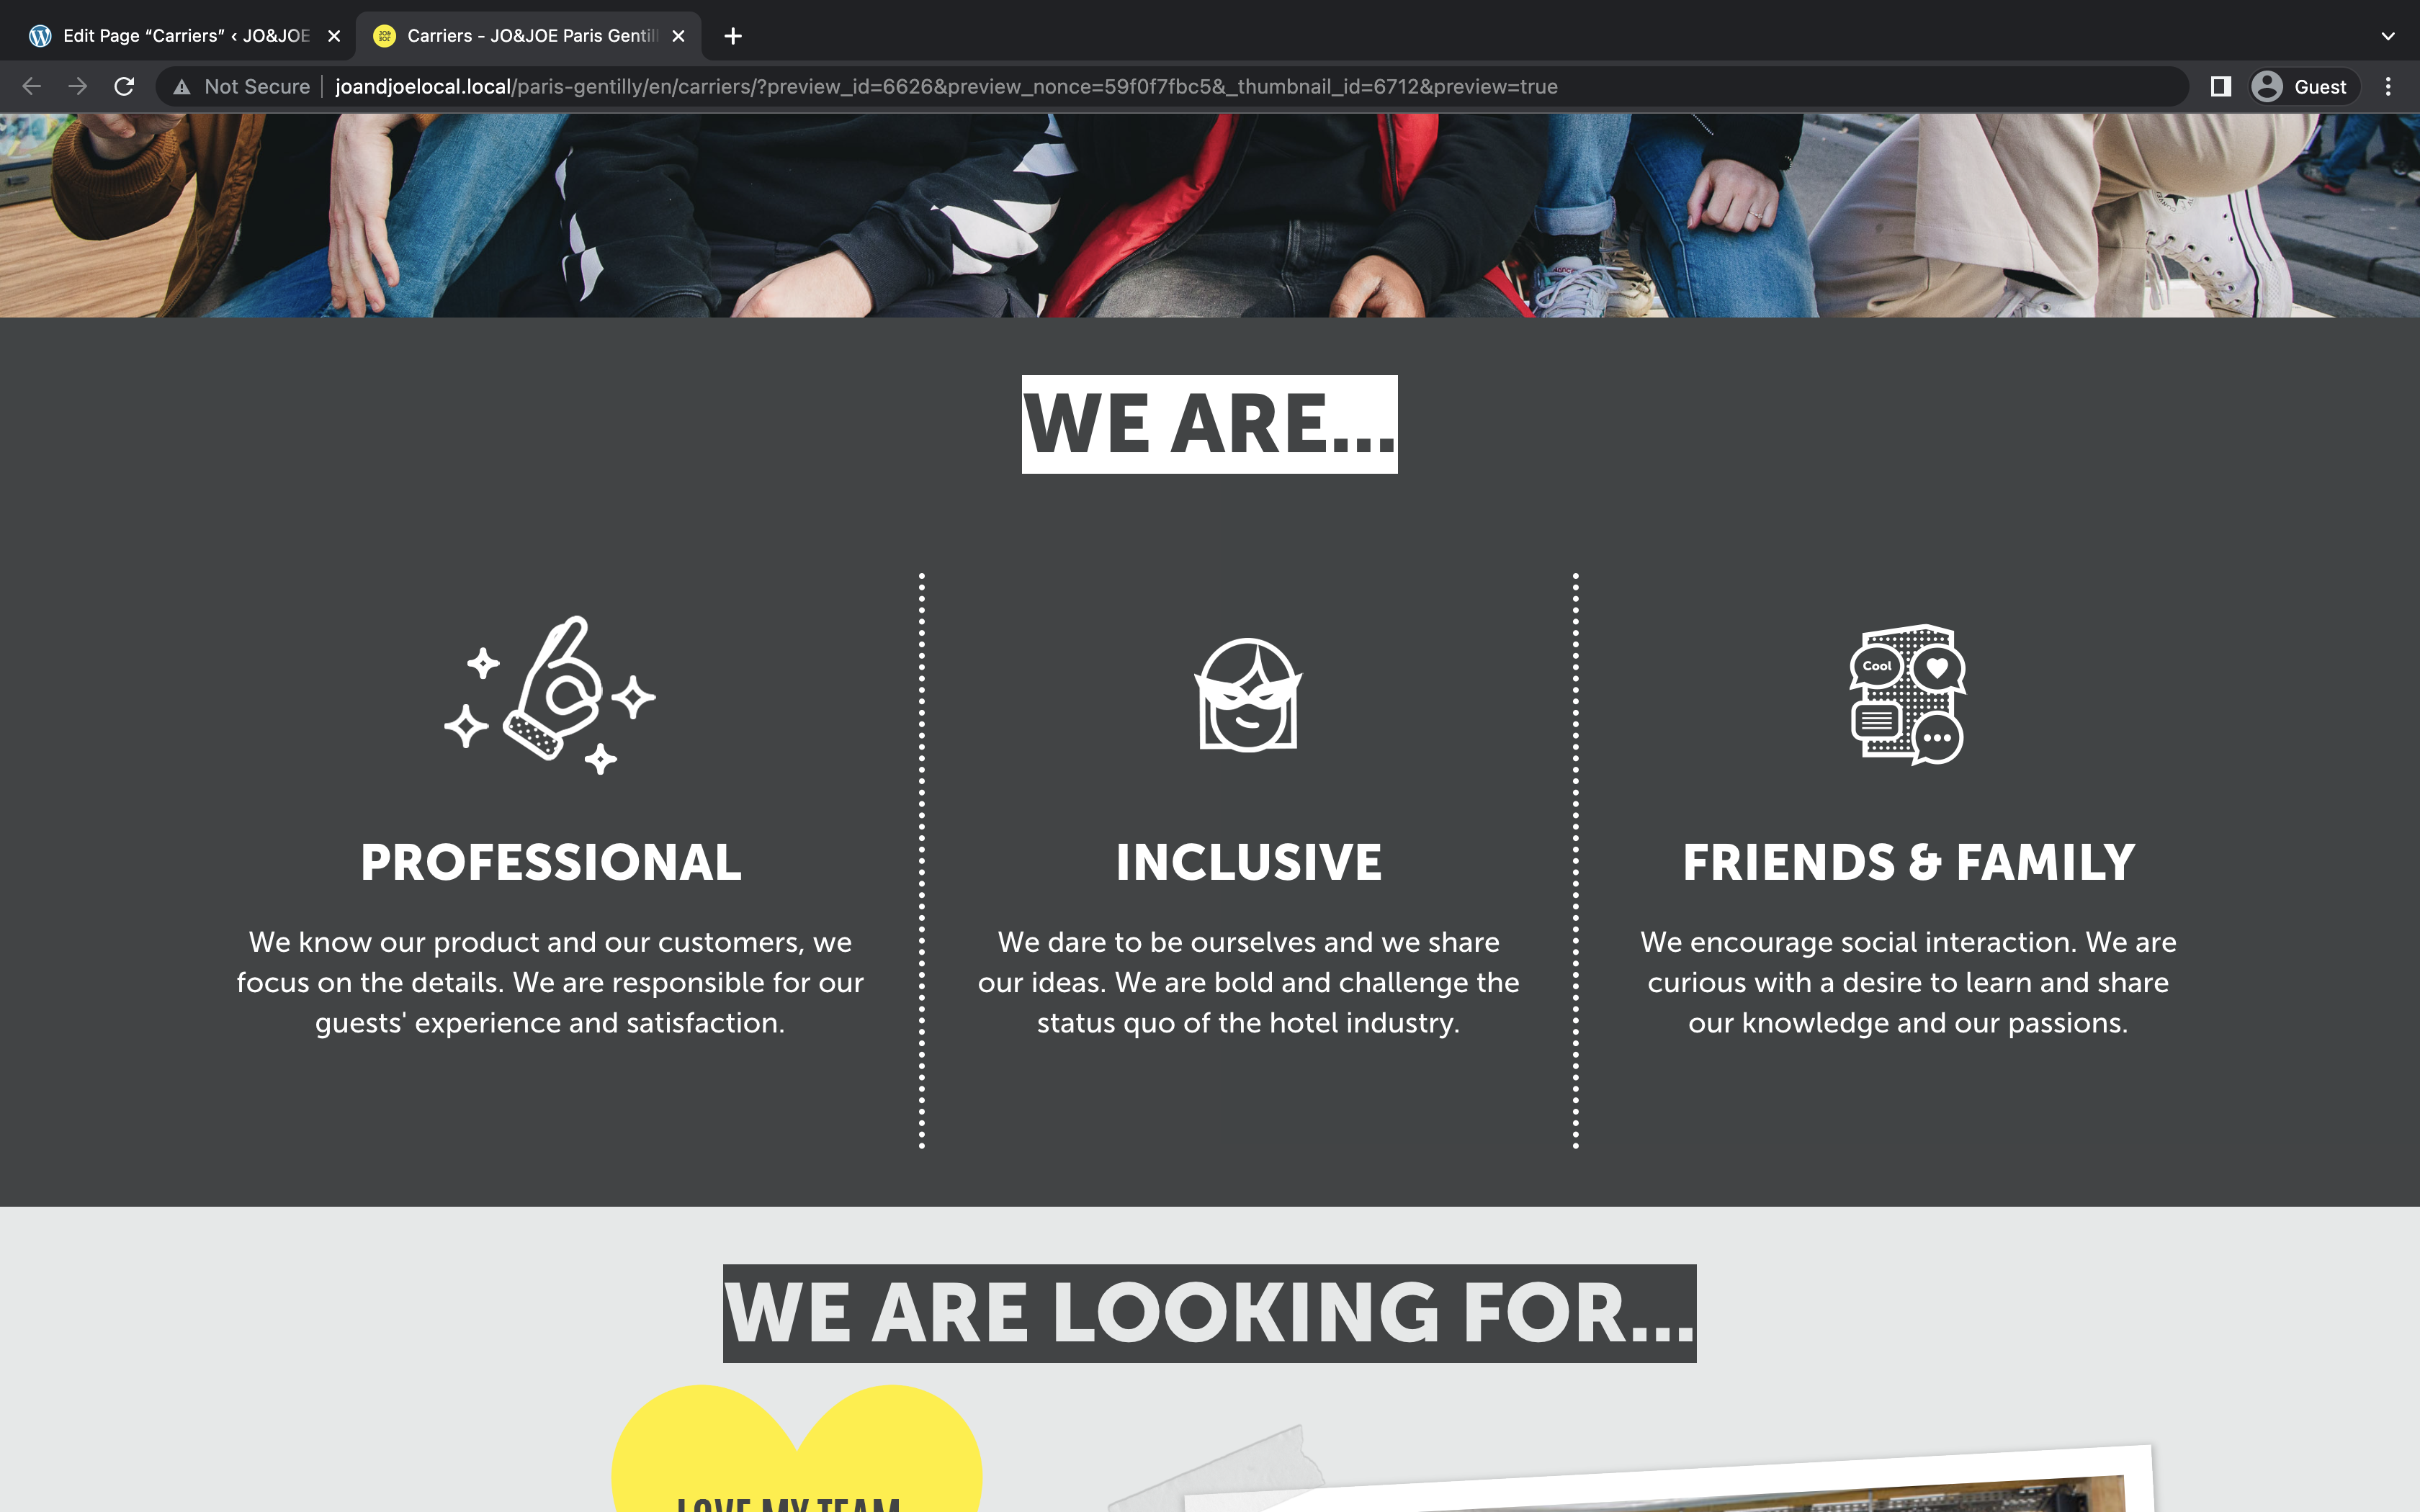 Edit Page “Carriers” ‹ JO&JOE
Carriers - JO&JOE Paris Gentil
Not Secure
joandjoelocal.local/paris-gentilly/en/carriers/?preview_id=6626&preview_nonce=59f0f7fbc5&_thumbnail_id=6712&preview=true
Guest
WE ARE...
Cool
PROFESSIONAL
We know our product and our customers, we
focus on the details. We are responsible for our
guests' experience and satisfaction.
INCLUSIVE
We dare to be ourselves and we share
our ideas. We are bold and challenge the
status quo of the hotel industry.
FRIENDS & FAMILY
We encourage social interaction. We are
curious with a desire to learn and share
our knowledge and our passions.
WE ARE LOOKING FOR...
LOVE MY TEAM